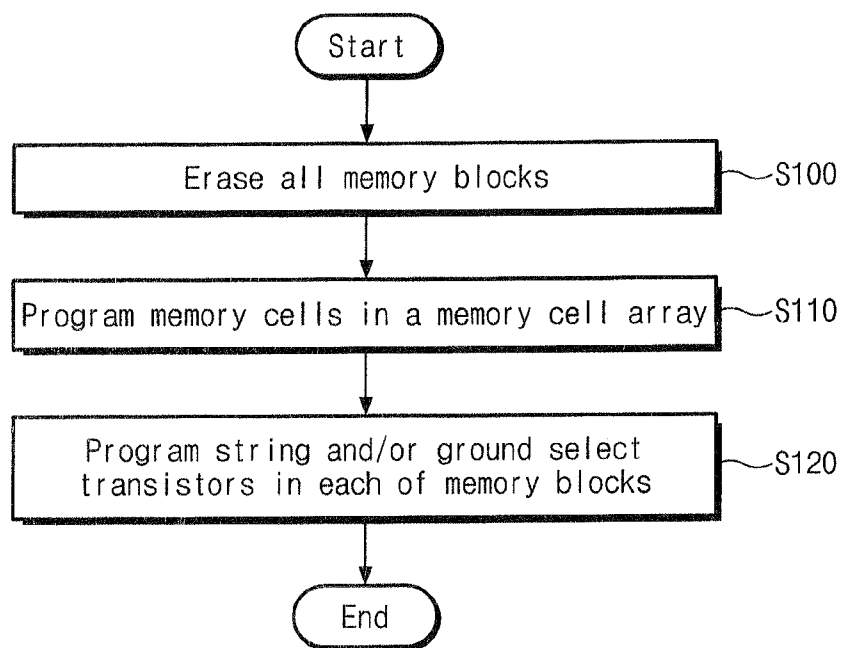 Start
Erase all memory blocks
S100
Program memory cells in a memory cell array
S110
Program string and/or ground select
transistors in each of memory blocks
S120
End